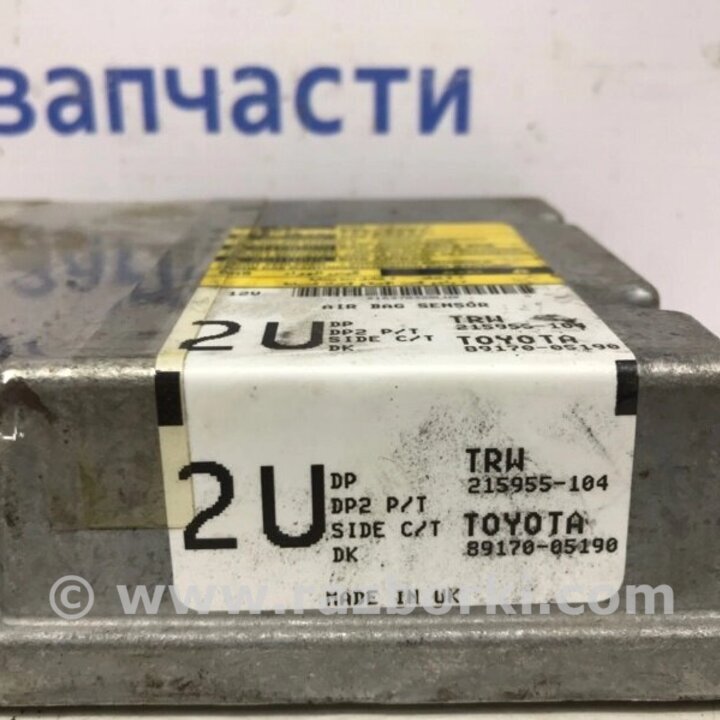 запчасти
12V
AIR BAG SENSOR
2U DP TRW
DP2 P/T 215955-104
SIDE C/T TOYOTA
DK 89170-05190
2U DP TRW
215955-104
DP2 P/T
SIDE C/T TOYOTA
DK 89170-05190
MADE IN UK
© www.razborki.com